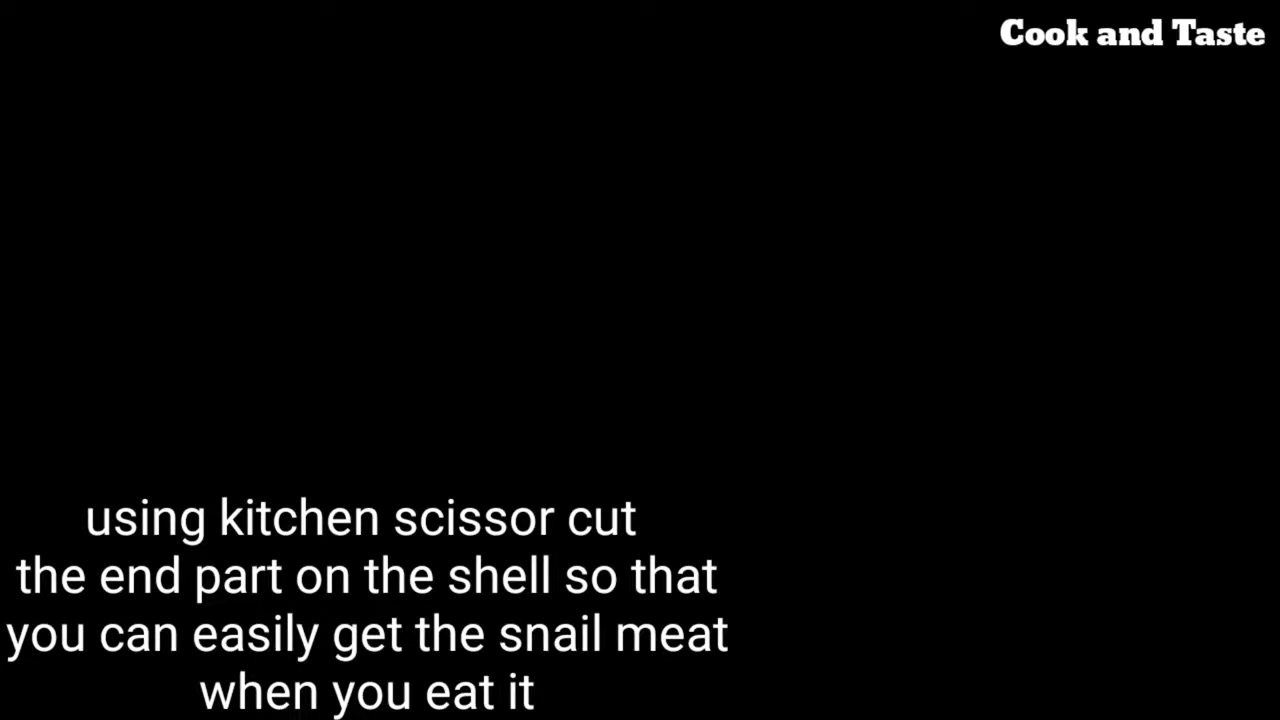 Cook and Taste
using kitchen scissor cut
the end part on the shell so that
you can easily get the snail meat
when you eat it